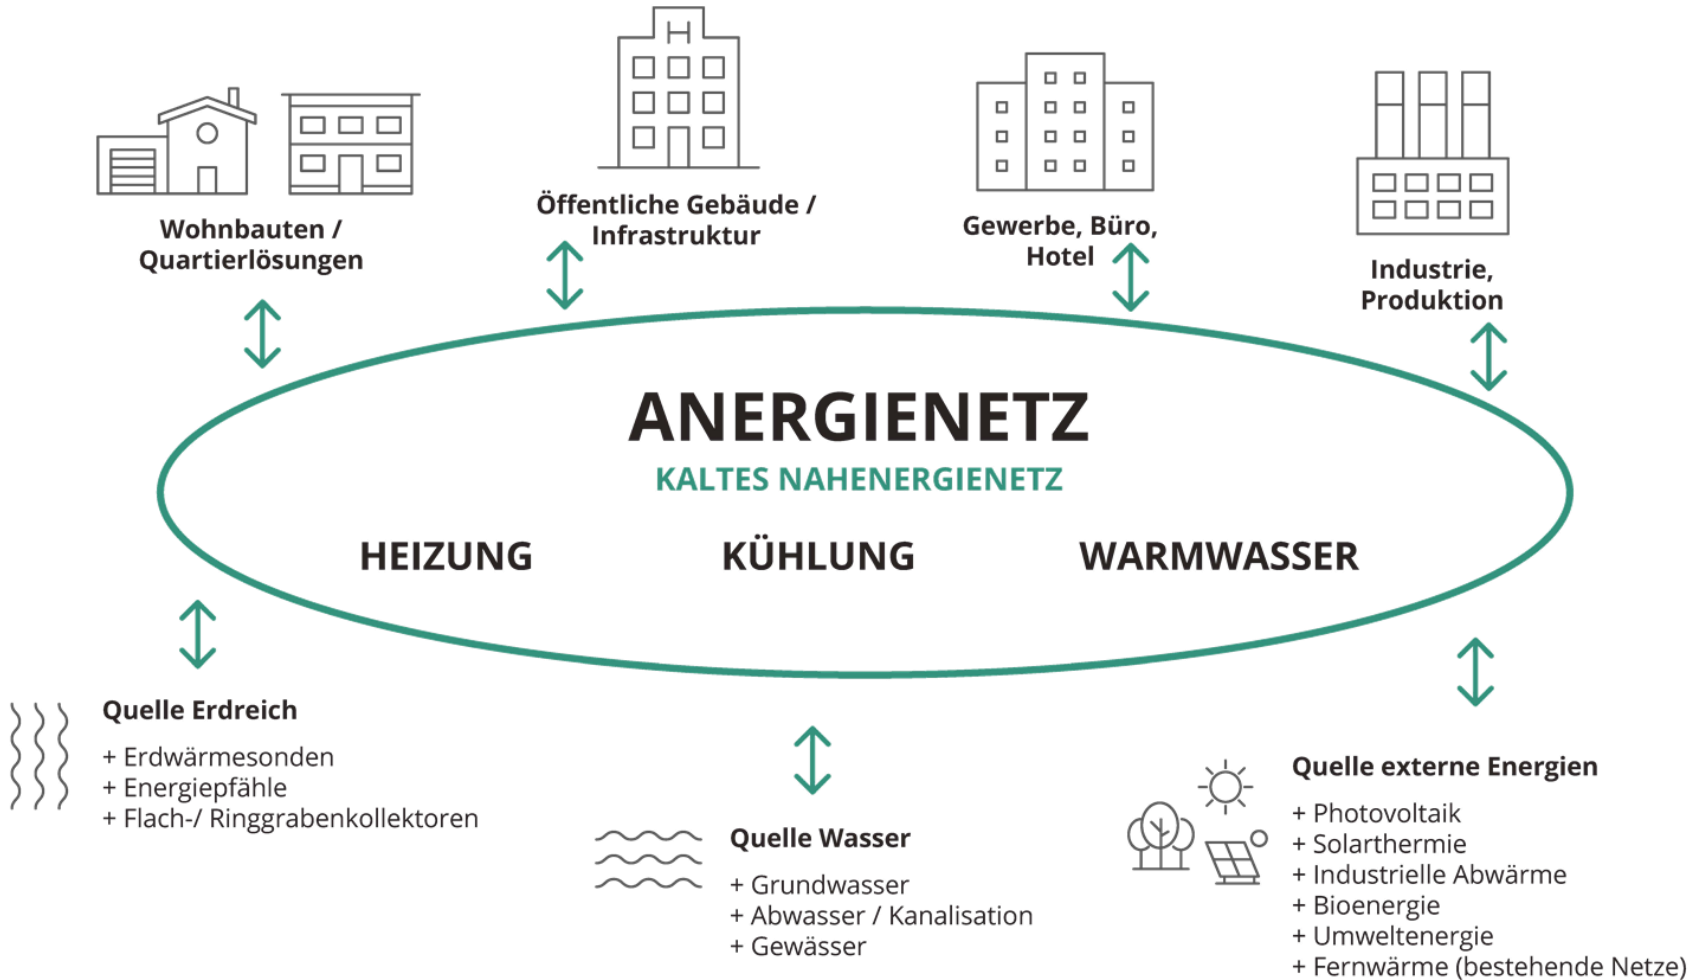 Wohnbauten /
Quartierlösungen
Öffentliche Gebäude /
Infrastruktur
Gewerbe, Büro,
Hotel
Industrie,
Produktion
ANERGIENETZ
KALTES NAHENERGIENETZ
HEIZUNG
KÜHLUNG
WARMWASSER
Quelle Erdreich
+ Erdwärmesonden
+ Energiepfähle
+ Flach-/ Ringgrabenkollektoren
Quelle Wasser
+ Grundwasser
+ Abwasser / Kanalisation
+ Gewässer
Quelle externe Energien
+ Photovoltaik
+ Solarthermie
+ Industrielle Abwärme
+ Bioenergie
+ Umweltenergie
+ Fernwärme (bestehende Netze)